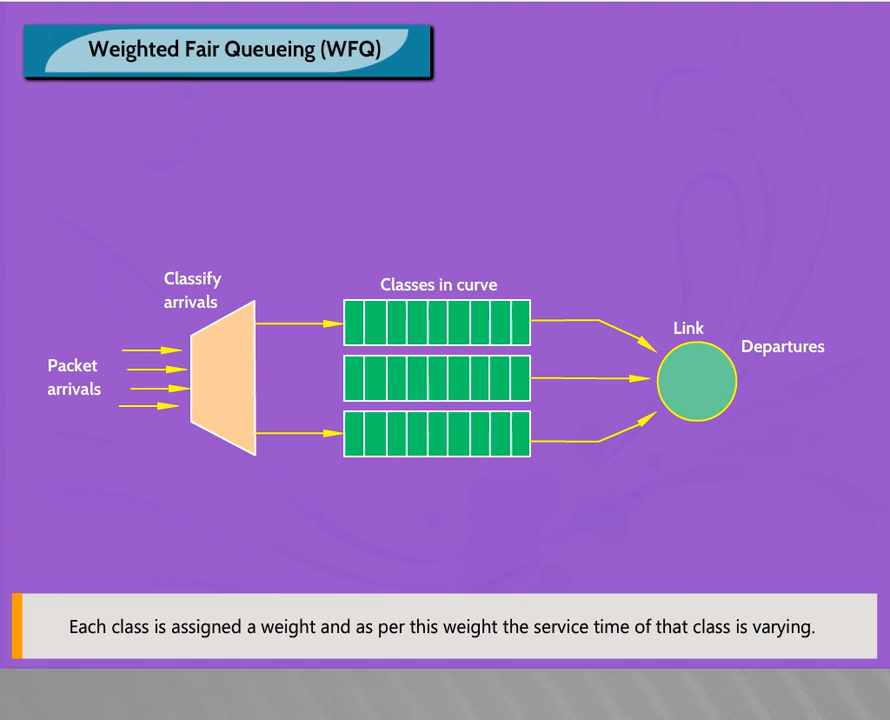 Weighted Fair Queueing (WFQ)
Classify
arrivals
Classes in curve
Link
Departures
Packet
arrivals
Each class is assigned a weight and as per this weight the service time of that class is varying.